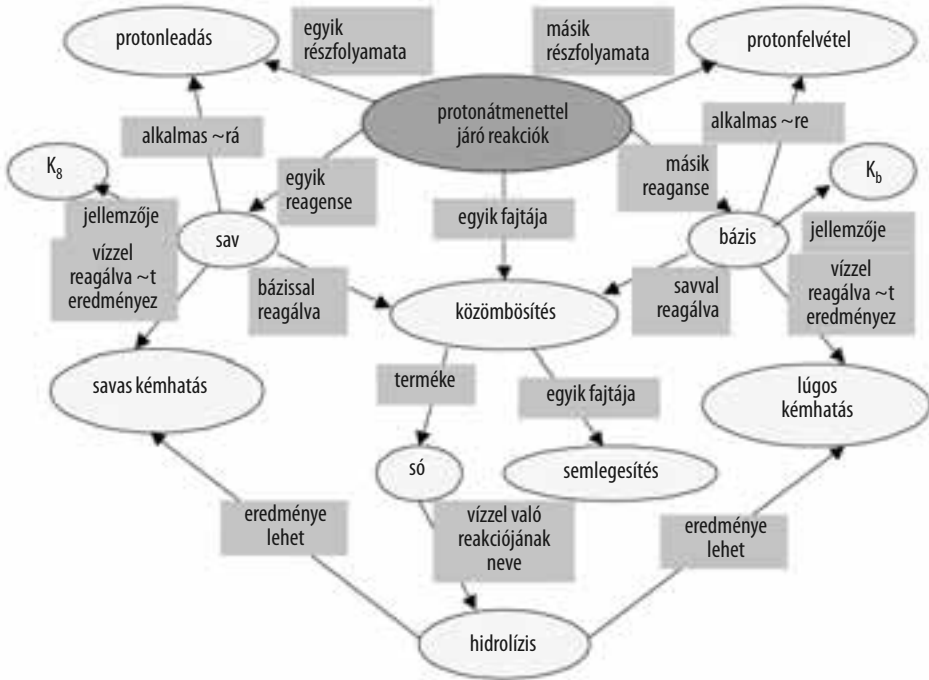 protonleadás
egyik
részfolyamata
másik
részfolyamata
protonfelvétel
protonátmenettel
járó reakciók
alkalmas ~rá
alkalmas ~re
K₈
egyik
reagense
másik
reaganse
K_b
jellemzője
sav
egyik fajtája
bázis
jellemzője
vízzel
reagálva ~t
eredményez
bázissal
reagálva
közömbösítés
savval
reagálva
vízzel
reagálva ~t
eredményez
savas kémhatás
terméke
egyik fajtája
lúgos
kémhatás
só
semlegesítés
eredménye
lehet
vízzel való
reakciójának
neve
eredménye
lehet
hidrolízis